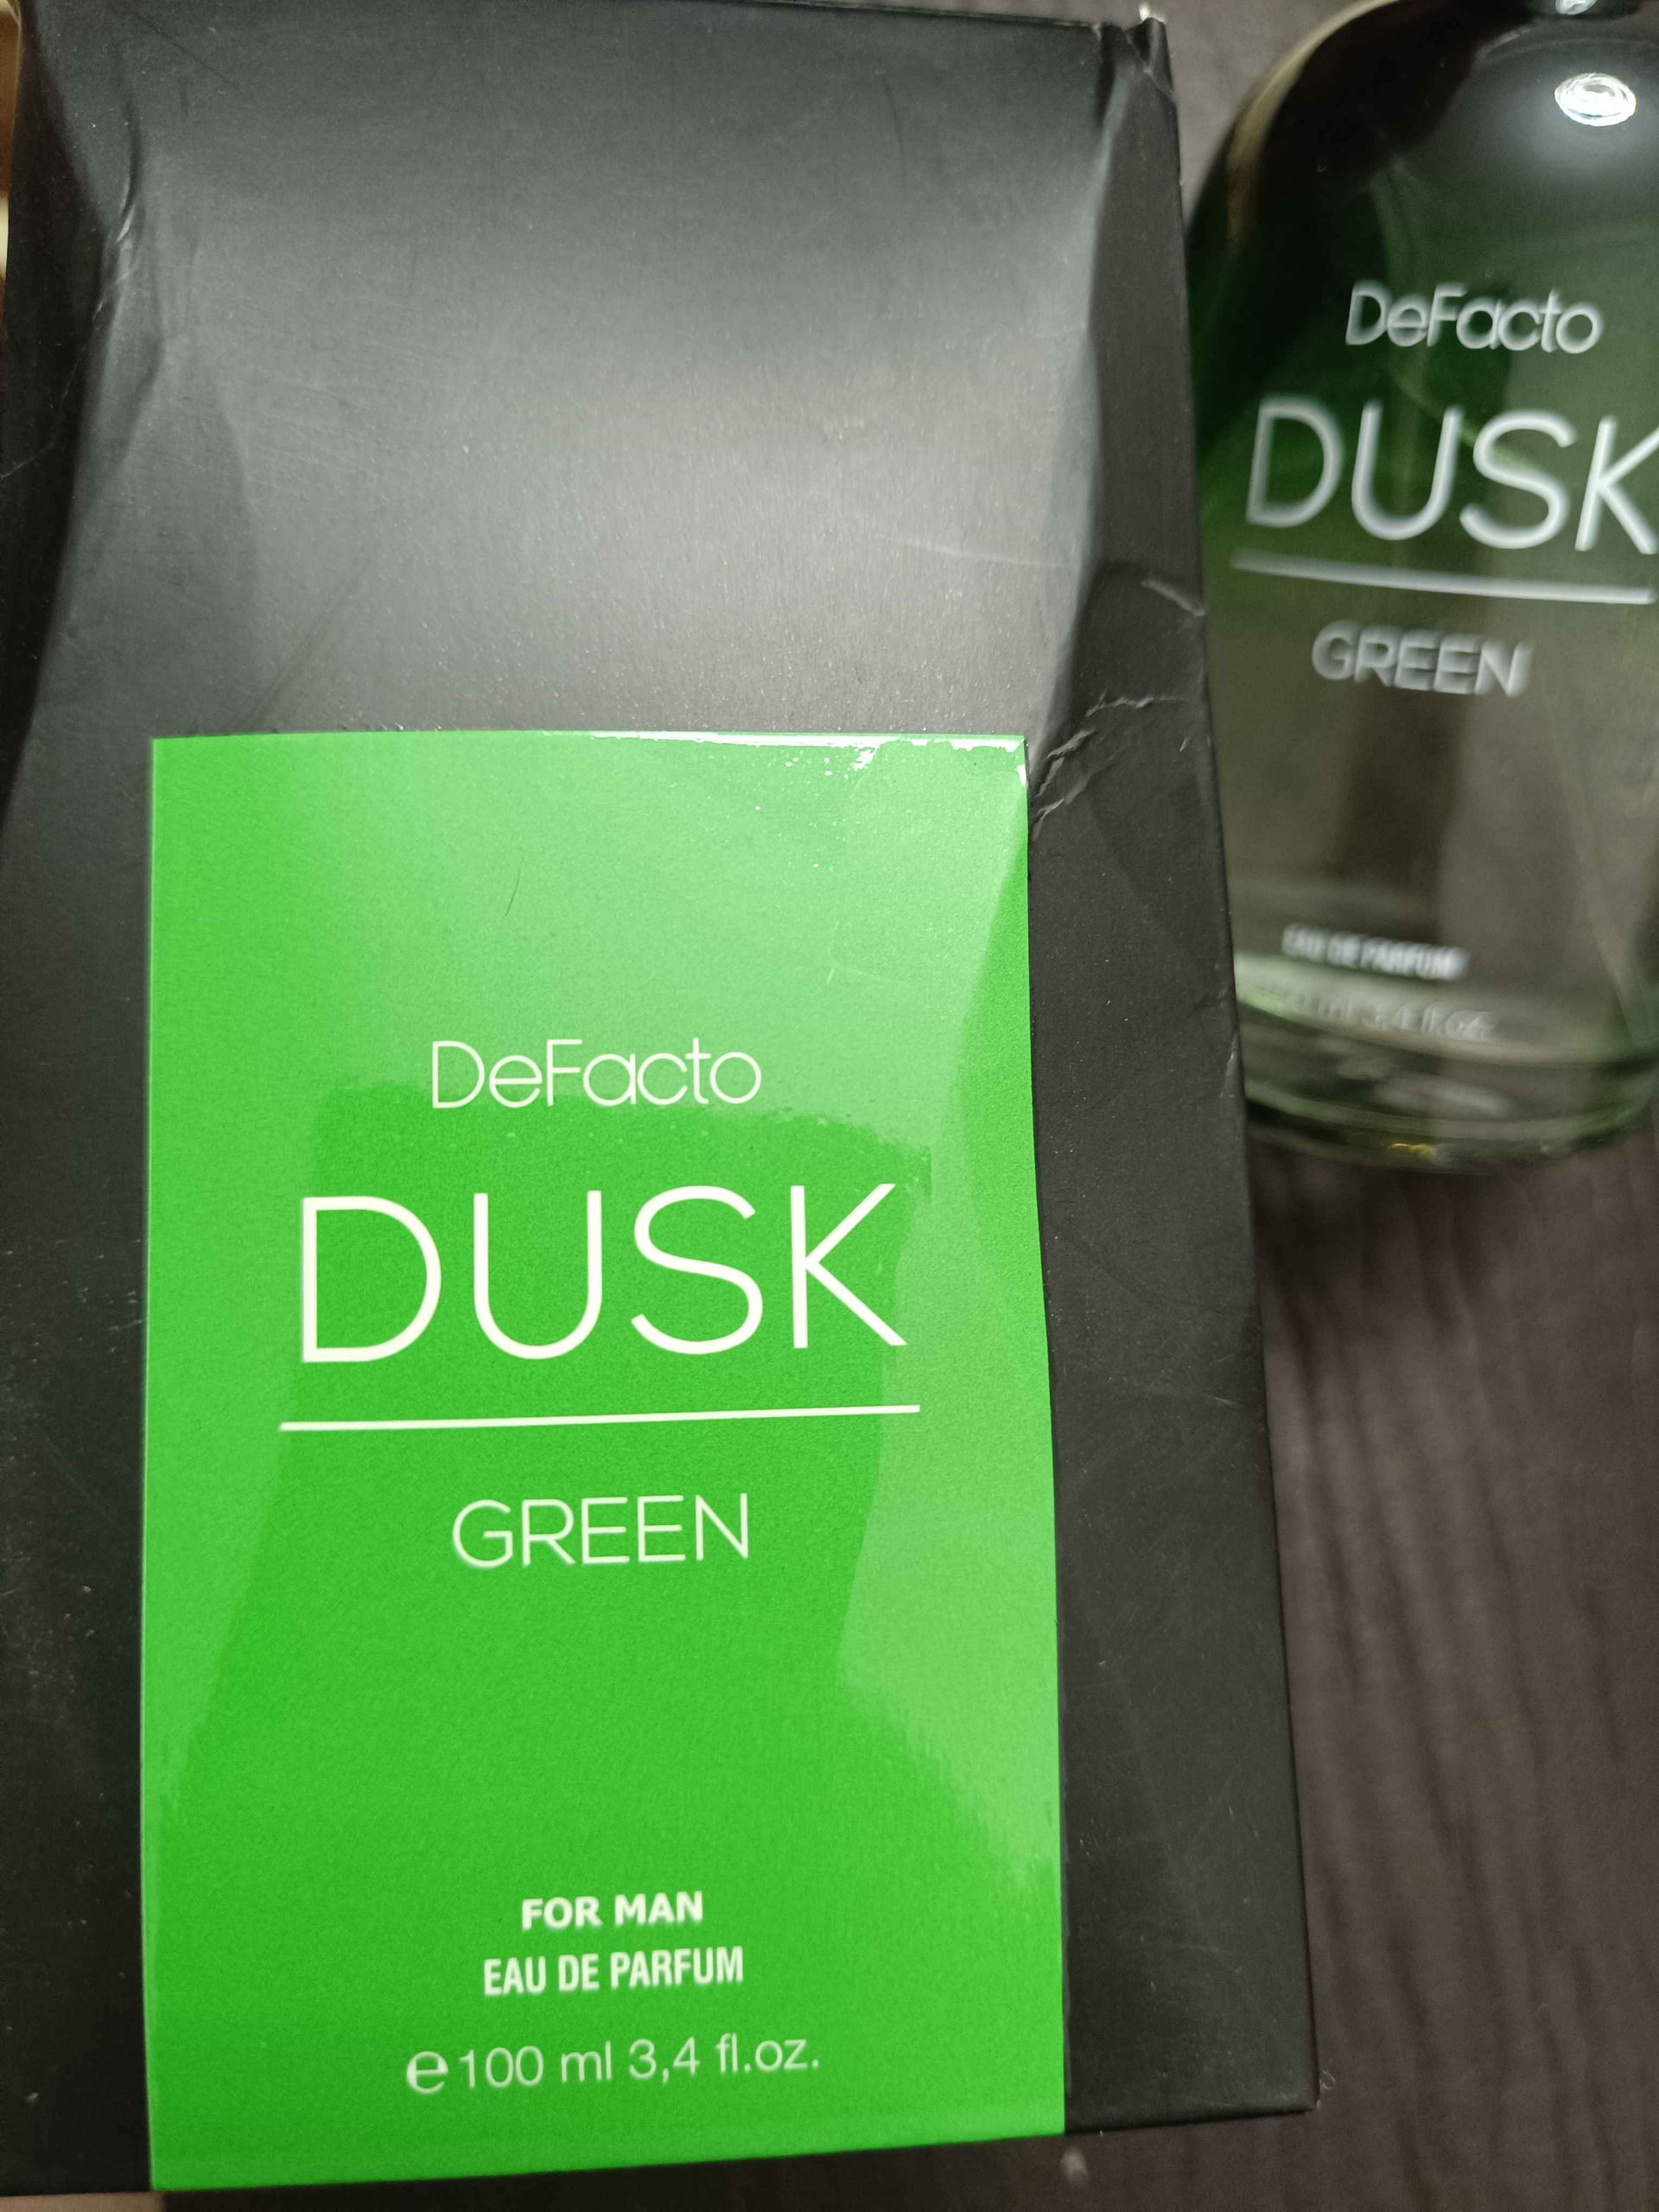 DeFacto
DUSK
GREEN
FOR MAN
EAU DE PARFUM
e 100 ml 3,4 fl.oz.
DeFacto
DUSK
GREEN
EAU DE PARFUM